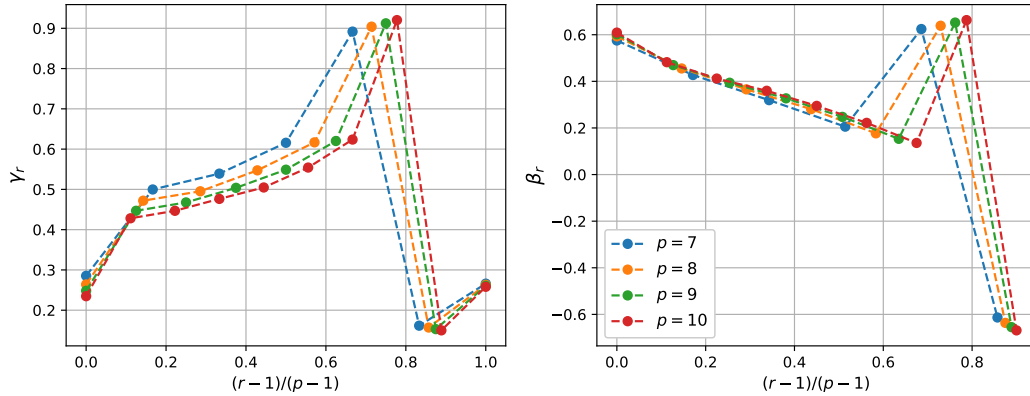 γ_r
0.9
0.8
0.7
0.6
0.5
0.4
0.3
0.2
0.0 0.2 0.4 0.6 0.8 1.0
(r − 1)/(p − 1)
β_r
0.6
0.4
0.2
0.0
−0.2
−0.4
−0.6
p = 7
p = 8
p = 9
p = 10
0.0 0.2 0.4 0.6 0.8
(r − 1)/(p − 1)